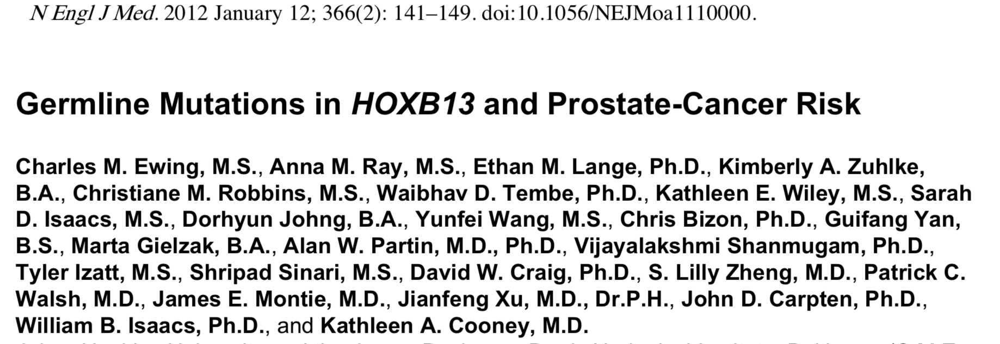 N Engl J Med. 2012 January 12; 366(2): 141–149. doi:10.1056/NEJMoa1110000.
Germline Mutations in HOXB13 and Prostate-Cancer Risk
Charles M. Ewing, M.S., Anna M. Ray, M.S., Ethan M. Lange, Ph.D., Kimberly A. Zuhlke,
B.A., Christiane M. Robbins, M.S., Waibhav D. Tembe, Ph.D., Kathleen E. Wiley, M.S., Sarah
D. Isaacs, M.S., Dorhyun Johng, B.A., Yunfei Wang, M.S., Chris Bizon, Ph.D., Guifang Yan,
B.S., Marta Gielzak, B.A., Alan W. Partin, M.D., Ph.D., Vijayalakshmi Shanmugam, Ph.D.,
Tyler Izatt, M.S., Shripad Sinari, M.S., David W. Craig, Ph.D., S. Lilly Zheng, M.D., Patrick C.
Walsh, M.D., James E. Montie, M.D., Jianfeng Xu, M.D., Dr.P.H., John D. Carpten, Ph.D.,
William B. Isaacs, Ph.D., and Kathleen A. Cooney, M.D.